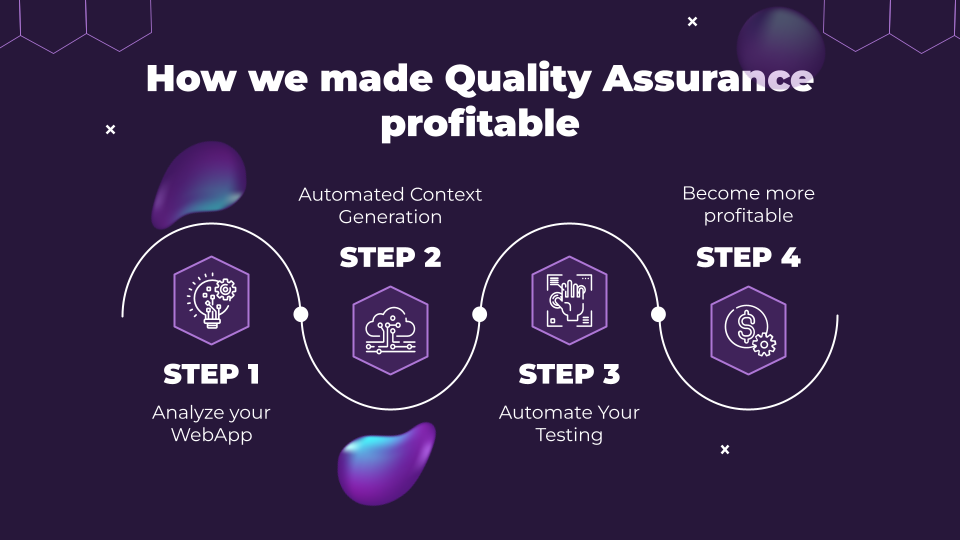 How we made Quality Assurance
profitable
STEP 1
Analyze your
WebApp
Automated Context
Generation
STEP 2
STEP 3
Automate Your
Testing
Become more
profitable
STEP 4